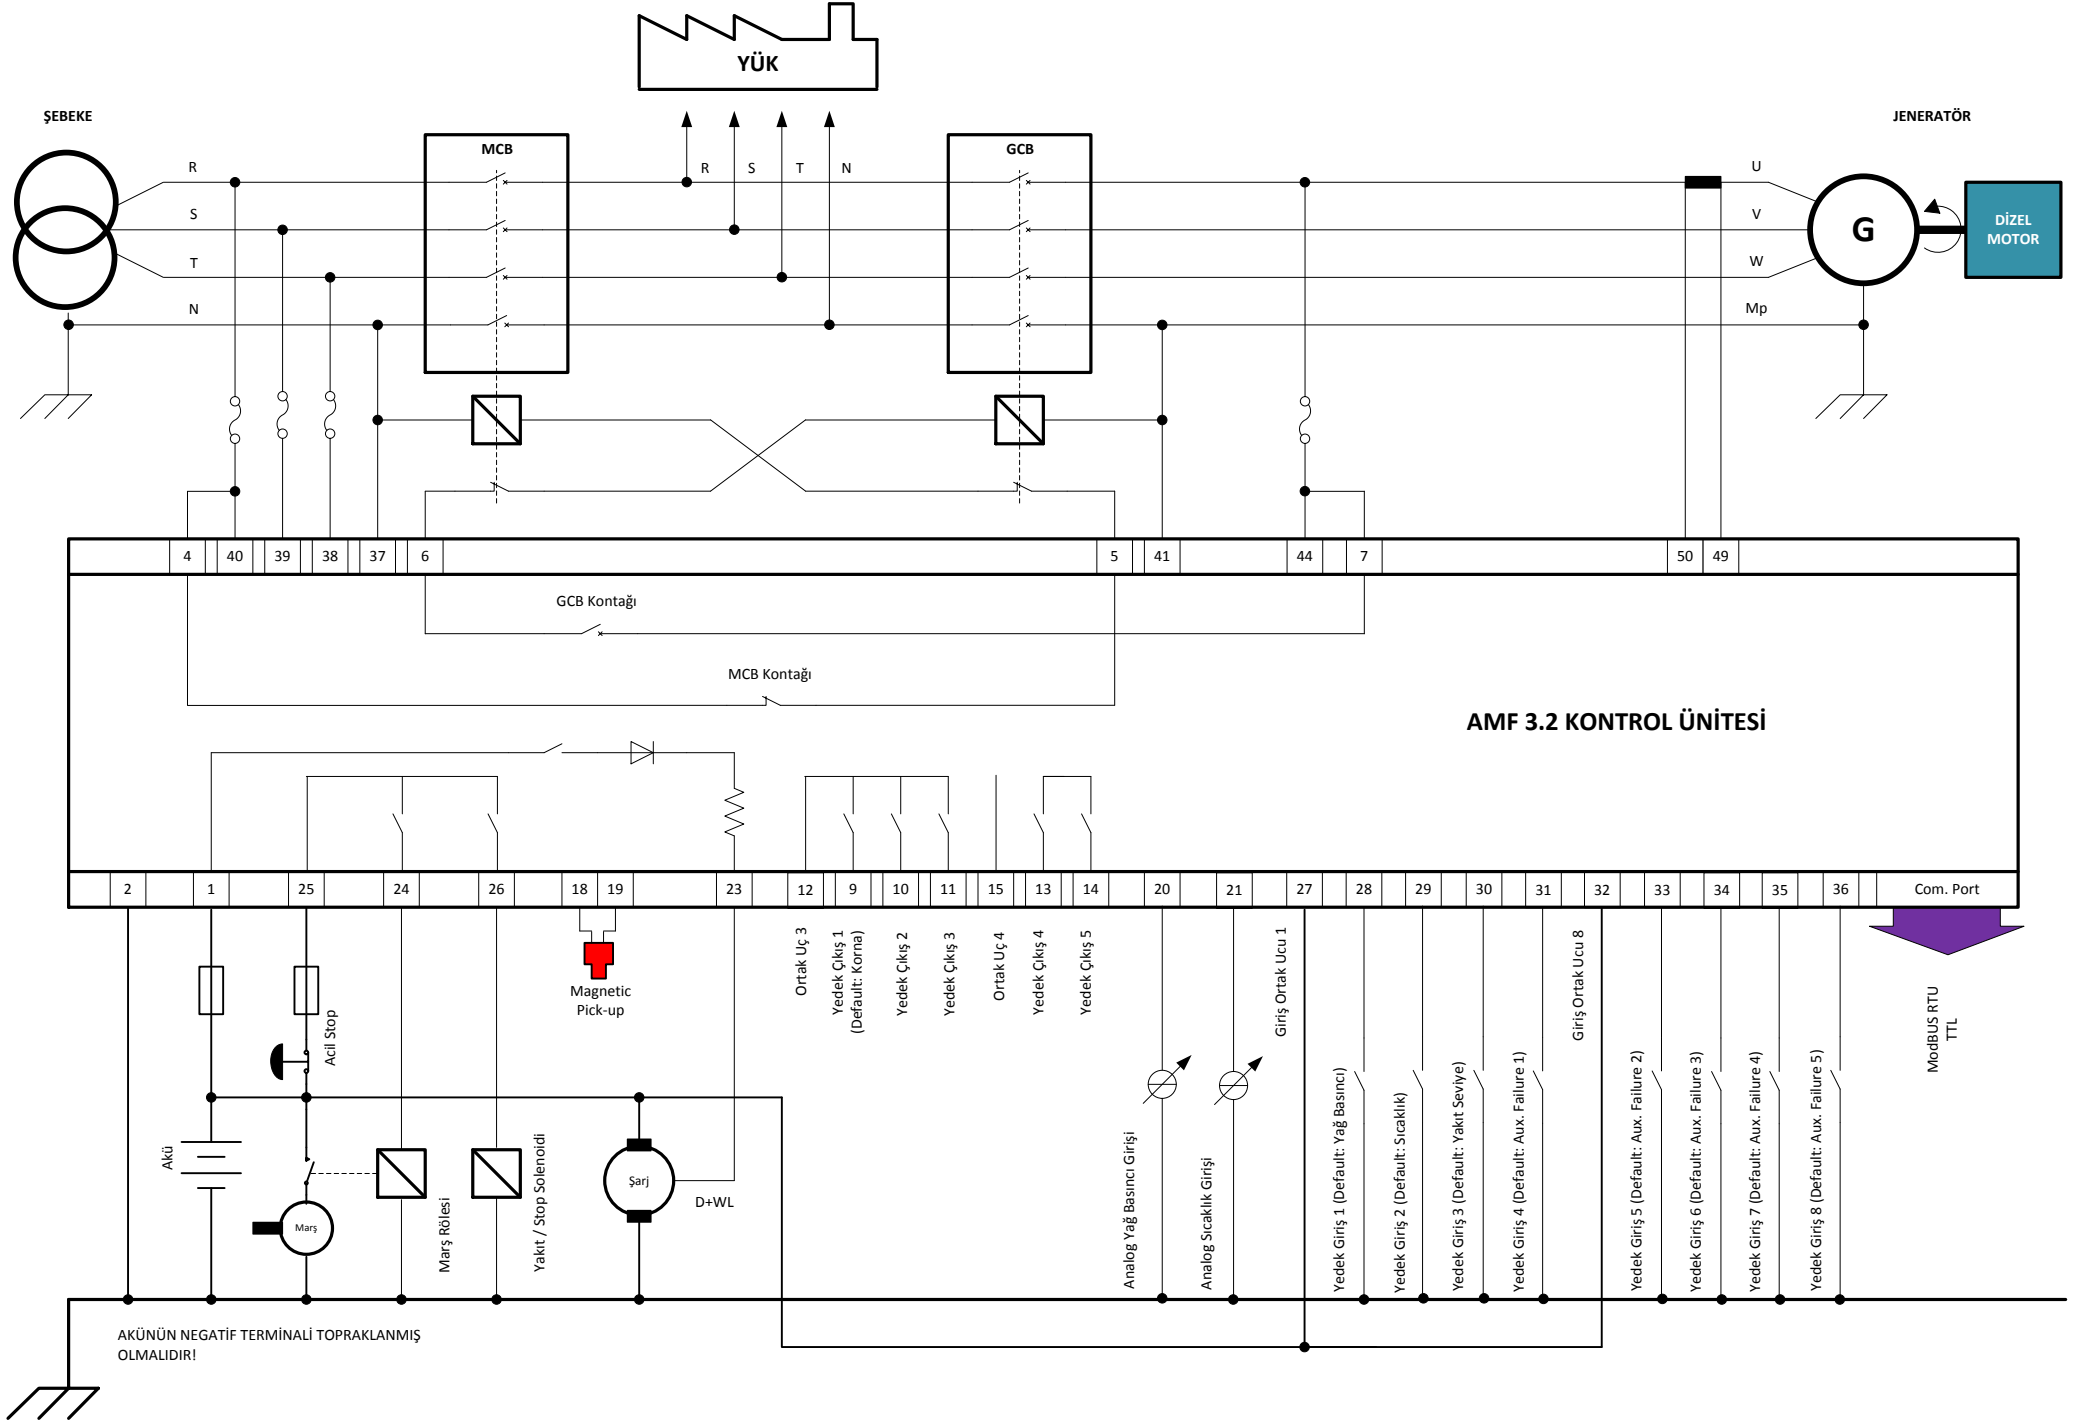 YÜK
ŞEBEKE
JENERATÖR
MCB
GCB
R
S
T
N
R
S
T
N
U
V
W
Mp
G
DİZEL
MOTOR
4
40
39
38
37
6
5
41
44
7
50
49
GCB Kontağı
MCB Kontağı
AMF 3.2 KONTROL ÜNİTESİ
2
1
25
24
26
18
19
23
12
9
10
11
15
13
14
20
21
27
28
29
30
31
32
33
34
35
36
Com. Port
Acil Stop
Magnetic
Pick-up
Ortak Uç 3
Yedek Çıkış 1
(Default: Korna)
Yedek Çıkış 2
Yedek Çıkış 3
Ortak Uç 4
Yedek Çıkış 4
Yedek Çıkış 5
Giriş Ortak Ucu 1
Giriş Ortak Ucu 8
ModBUS RTU
TTL
Akü
Marş
Marş Rölesi
Yakıt / Stop Solenoidi
Şarj
D+WL
Analog Yağ Basıncı Girişi
Analog Sıcaklık Girişi
Yedek Giriş 1 (Default: Yağ Basıncı)
Yedek Giriş 2 (Default: Sıcaklık)
Yedek Giriş 3 (Default: Yakıt Seviye)
Yedek Giriş 4 (Default: Aux. Failure 1)
Yedek Giriş 5 (Default: Aux. Failure 2)
Yedek Giriş 6 (Default: Aux. Failure 3)
Yedek Giriş 7 (Default: Aux. Failure 4)
Yedek Giriş 8 (Default: Aux. Failure 5)
AKÜNÜN NEGATİF TERMİNALİ TOPRAKLANMIŞ
OLMALIDIR!